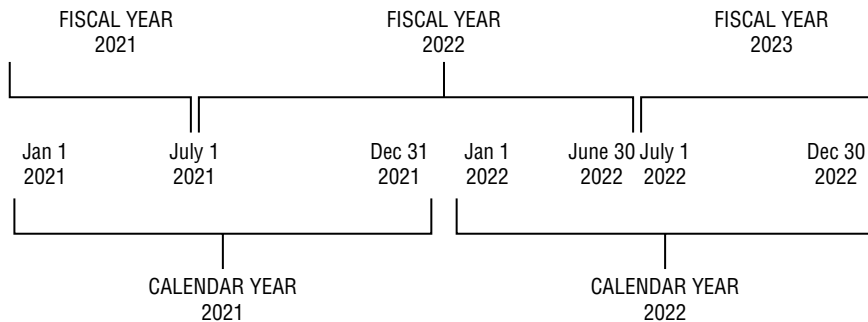 FISCAL YEAR
2021
FISCAL YEAR
2022
FISCAL YEAR
2023
Jan 1
2021
July 1
2021
Dec 31
2021
Jan 1
2022
June 30
2022
July 1
2022
Dec 30
2022
CALENDAR YEAR
2021
CALENDAR YEAR
2022